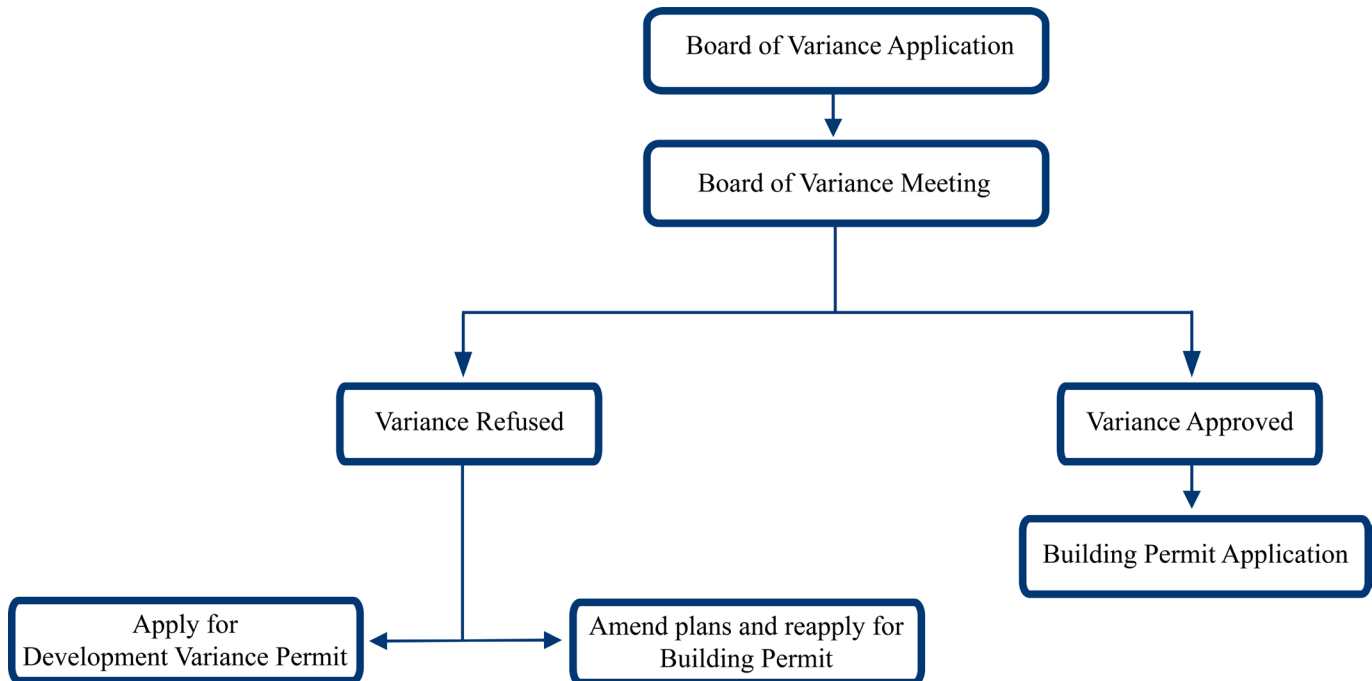 Board of Variance Application
Board of Variance Meeting
Variance Refused
Variance Approved
Building Permit Application
Apply for
Development Variance Permit
Amend plans and reapply for
Building Permit